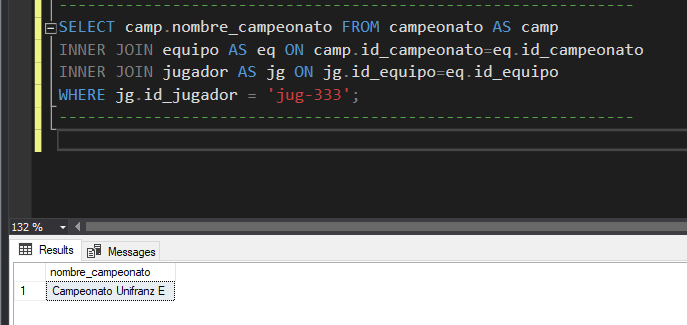 ------------------------------------------------------------
SELECT camp.nombre_campeonato FROM campeonato AS camp
INNER JOIN equipo AS eq ON camp.id_campeonato=eq.id_campeonato
INNER JOIN jugador AS jg ON jg.id_equipo=eq.id_equipo
WHERE jg.id_jugador = 'jug-333';
------------------------------------------------------------
132 %
Results Messages
nombre_campeonato
1 Campeonato Unifranz E